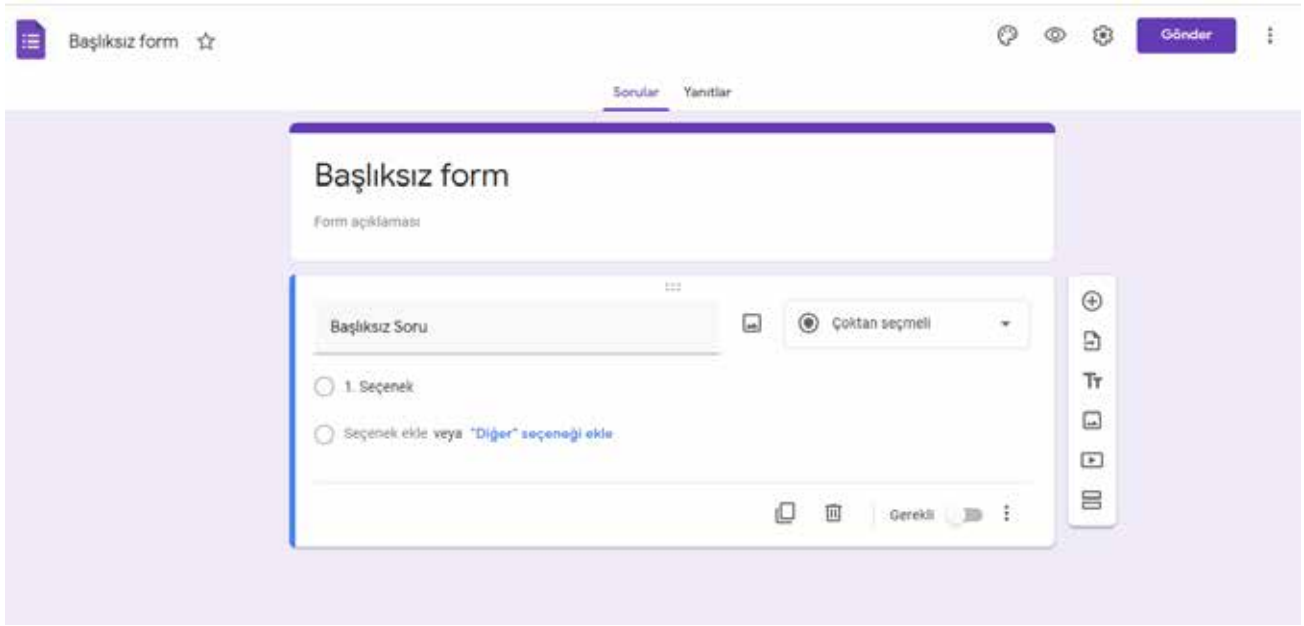 Başlıksız form
Gönder
Sorular Yanıtlar
Başlıksız form
Form açıklaması
Başlıksız Soru
Çoktan seçmeli
1. Seçenek
Seçenek ekle veya "Diğer" seçeneği ekle
Gerekli